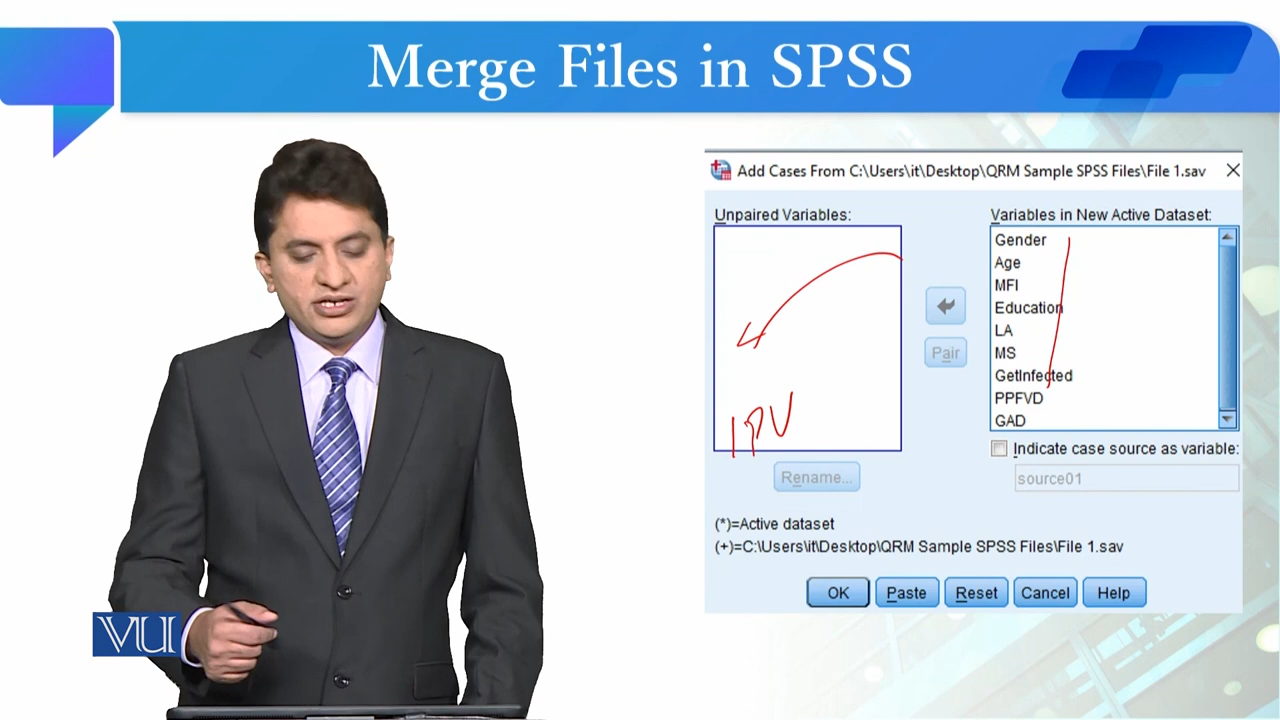 Merge Files in SPSS
Add Cases From C:\Users\it\Desktop\QRM Sample SPSS Files\File 1.sav
Unpaired Variables:
1PV
Rename...
Pair
Variables in New Active Dataset:
Gender
Age
MFI
Education
LA
MS
GetInfected
PPFVD
GAD
Indicate case source as variable:
source01
(*)=Active dataset
(+)=C:\Users\it\Desktop\QRM Sample SPSS Files\File 1.sav
OK Paste Reset Cancel Help
VU